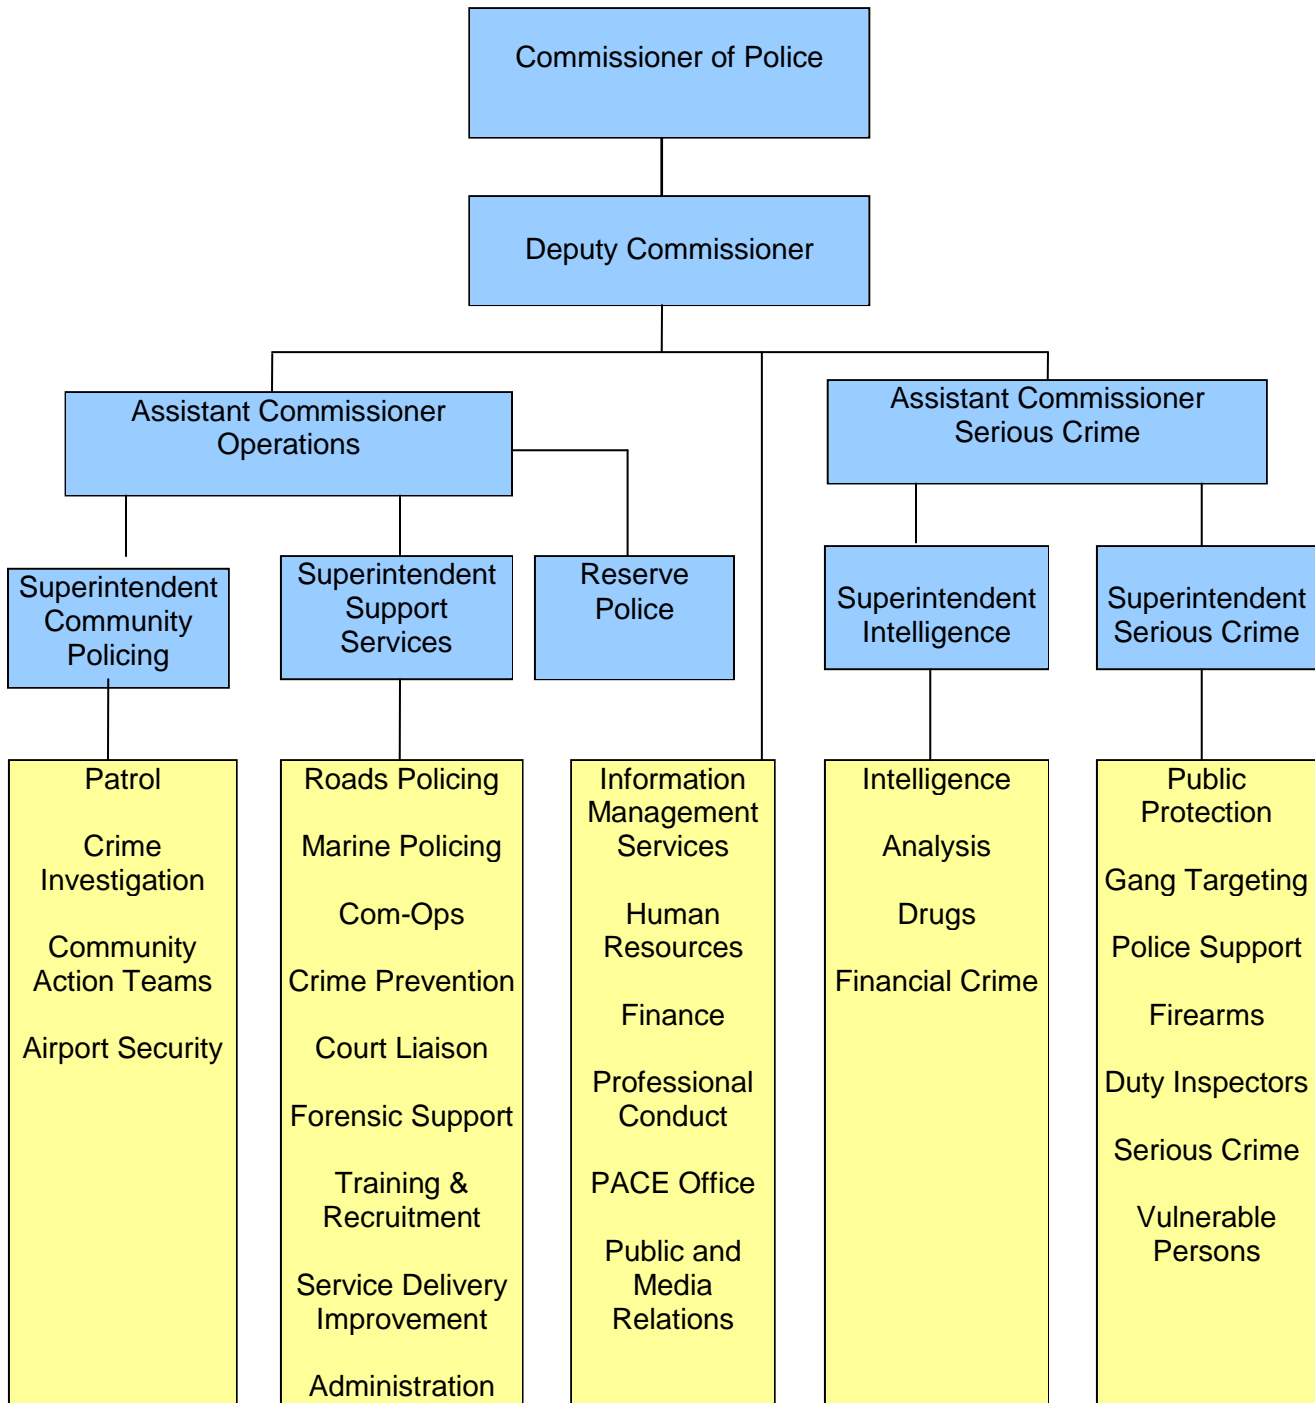 Commissioner of Police
Deputy Commissioner
Assistant Commissioner
Operations
Assistant Commissioner
Serious Crime
Superintendent
Community
Policing
Superintendent
Support
Services
Reserve
Police
Superintendent
Intelligence
Superintendent
Serious Crime
Patrol
Crime
Investigation
Community
Action Teams
Airport Security
Roads Policing
Marine Policing
Com-Ops
Crime Prevention
Court Liaison
Forensic Support
Training &
Recruitment
Service Delivery
Improvement
Administration
Information
Management
Services
Human
Resources
Finance
Professional
Conduct
PACE Office
Public and
Media
Relations
Intelligence
Analysis
Drugs
Financial Crime
Public
Protection
Gang Targeting
Police Support
Firearms
Duty Inspectors
Serious Crime
Vulnerable
Persons